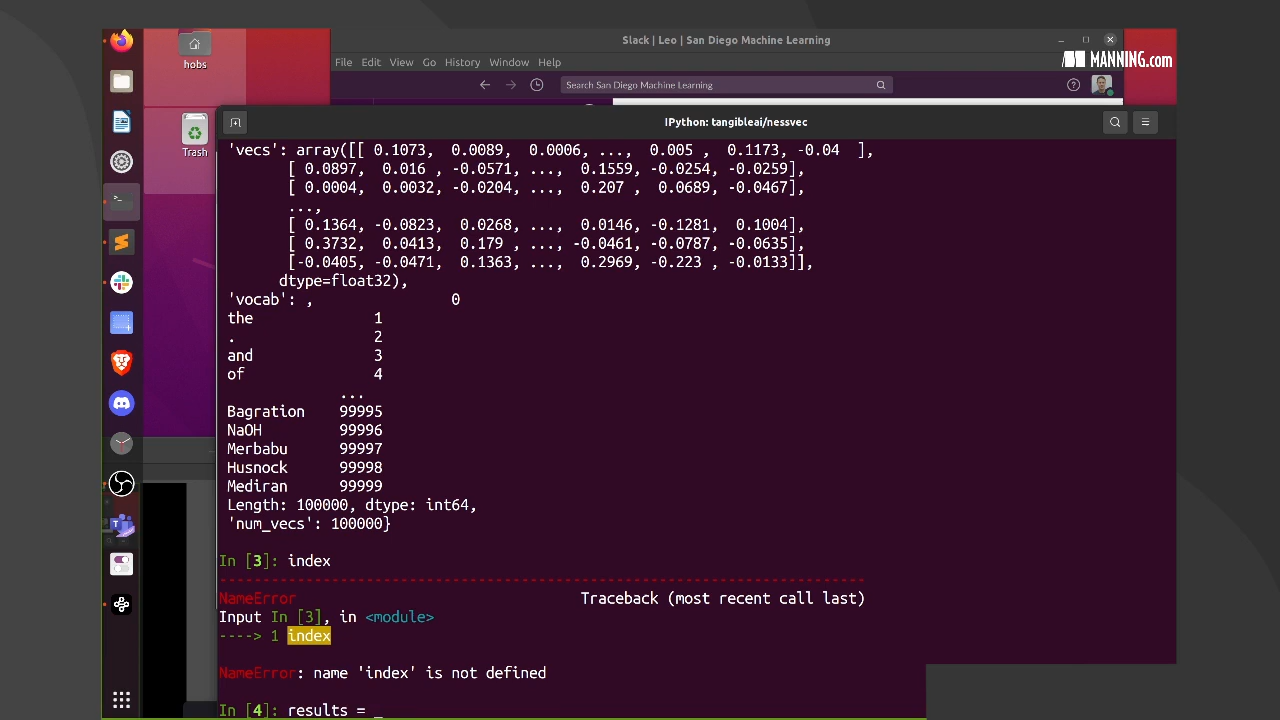 Slack | Leo | San Diego Machine Learning
MANNING.com
hobs
File Edit View Go History Window Help
Search San Diego Machine Learning
Trash
IPython: tangibleai/nessvec
'vecs': array([[ 0.1073, 0.0089, 0.0006, ..., 0.005 , 0.1173, -0.04 ],
[ 0.0897, 0.016 , -0.0571, ..., 0.1559, -0.0254, -0.0259],
[ 0.0004, 0.0032, -0.0204, ..., 0.207 , 0.0689, -0.0467],
...,
[ 0.1364, -0.0823, 0.0268, ..., 0.0146, -0.1281, 0.1004],
[ 0.3732, 0.0413, 0.179 , ..., -0.0461, -0.0787, -0.0635],
[-0.0405, -0.0471, 0.1363, ..., 0.2969, -0.223 , -0.0133]],
dtype=float32),
'vocab': , 0
the 1
. 2
and 3
of 4
...
Bagration 99995
NaOH 99996
Merbabu 99997
Husnock 99998
Mediran 99999
Length: 100000, dtype: int64,
'num_vecs': 100000}
In [3]: index
---------------------------------------------------------------------------
NameError Traceback (most recent call last)
Input In [3], in <module>
----> 1 index
NameError: name 'index' is not defined
In [4]: results = _